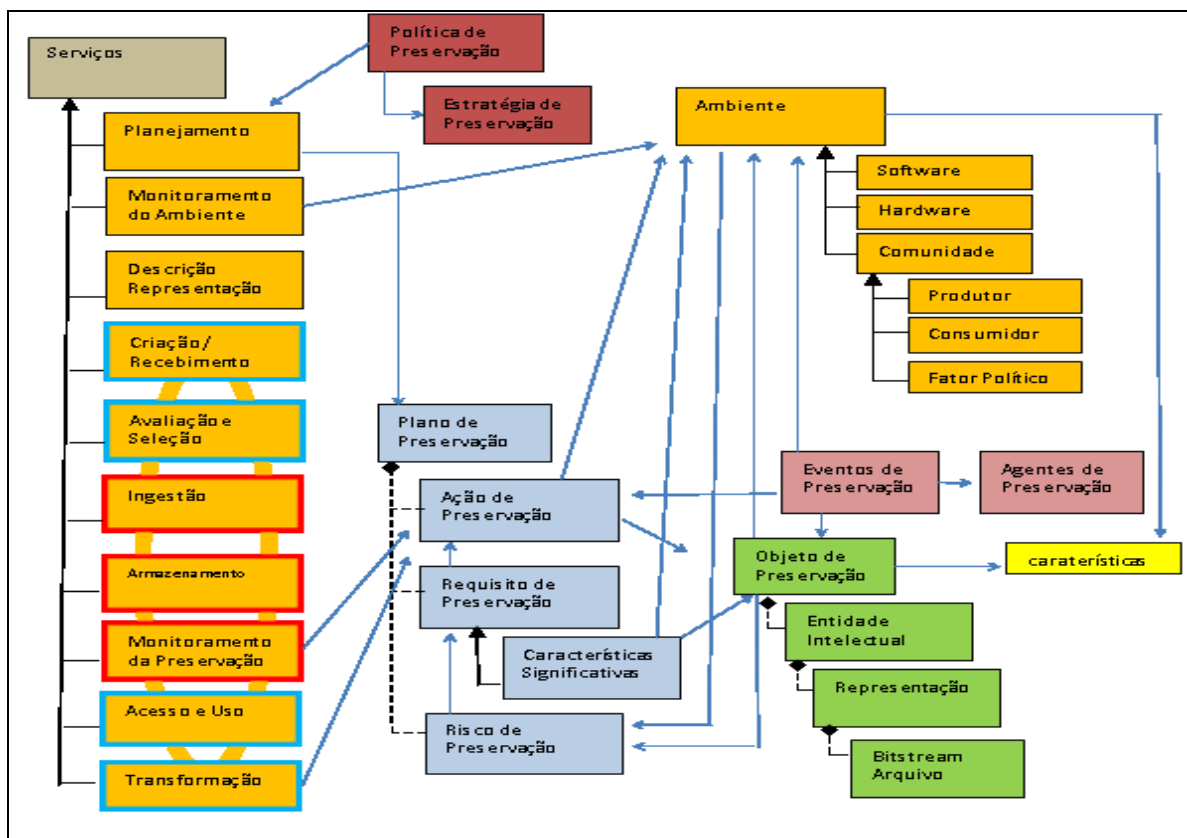 Serviços
Planejamento
Monitoramento
do Ambiente
Descrição
Representação
Criação/
Recebimento
Avaliação e
Seleção
Ingestão
Armazenamento
Monitoramento
da Preservação
Acesso e Uso
Transformação
Política de
Preservação
Estratégia de
Preservação
Plano de
Preservação
Ação de
Preservação
Requisito de
Preservação
Características
Significativas
Risco de
Preservação
Ambiente
Software
Hardware
Comunidade
Produtor
Consumidor
Fator Político
Eventos de
Preservação
Agentes de
Preservação
Objeto de
Preservação
caraterísticas
Entidade
Intelectual
Representação
Bitstream
Arquivo